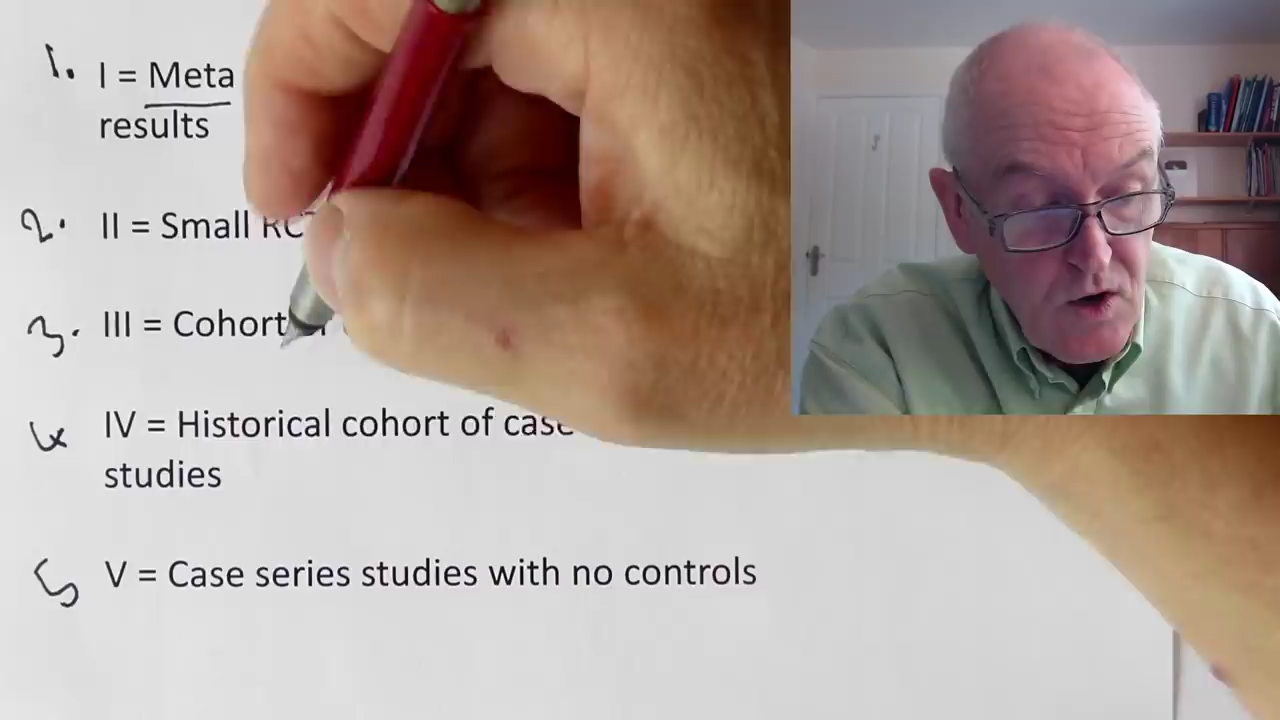 1. I = Meta
results
2. II = Small RC
3. III = Cohort
4 IV = Historical cohort of case
studies
5 V = Case series studies with no controls